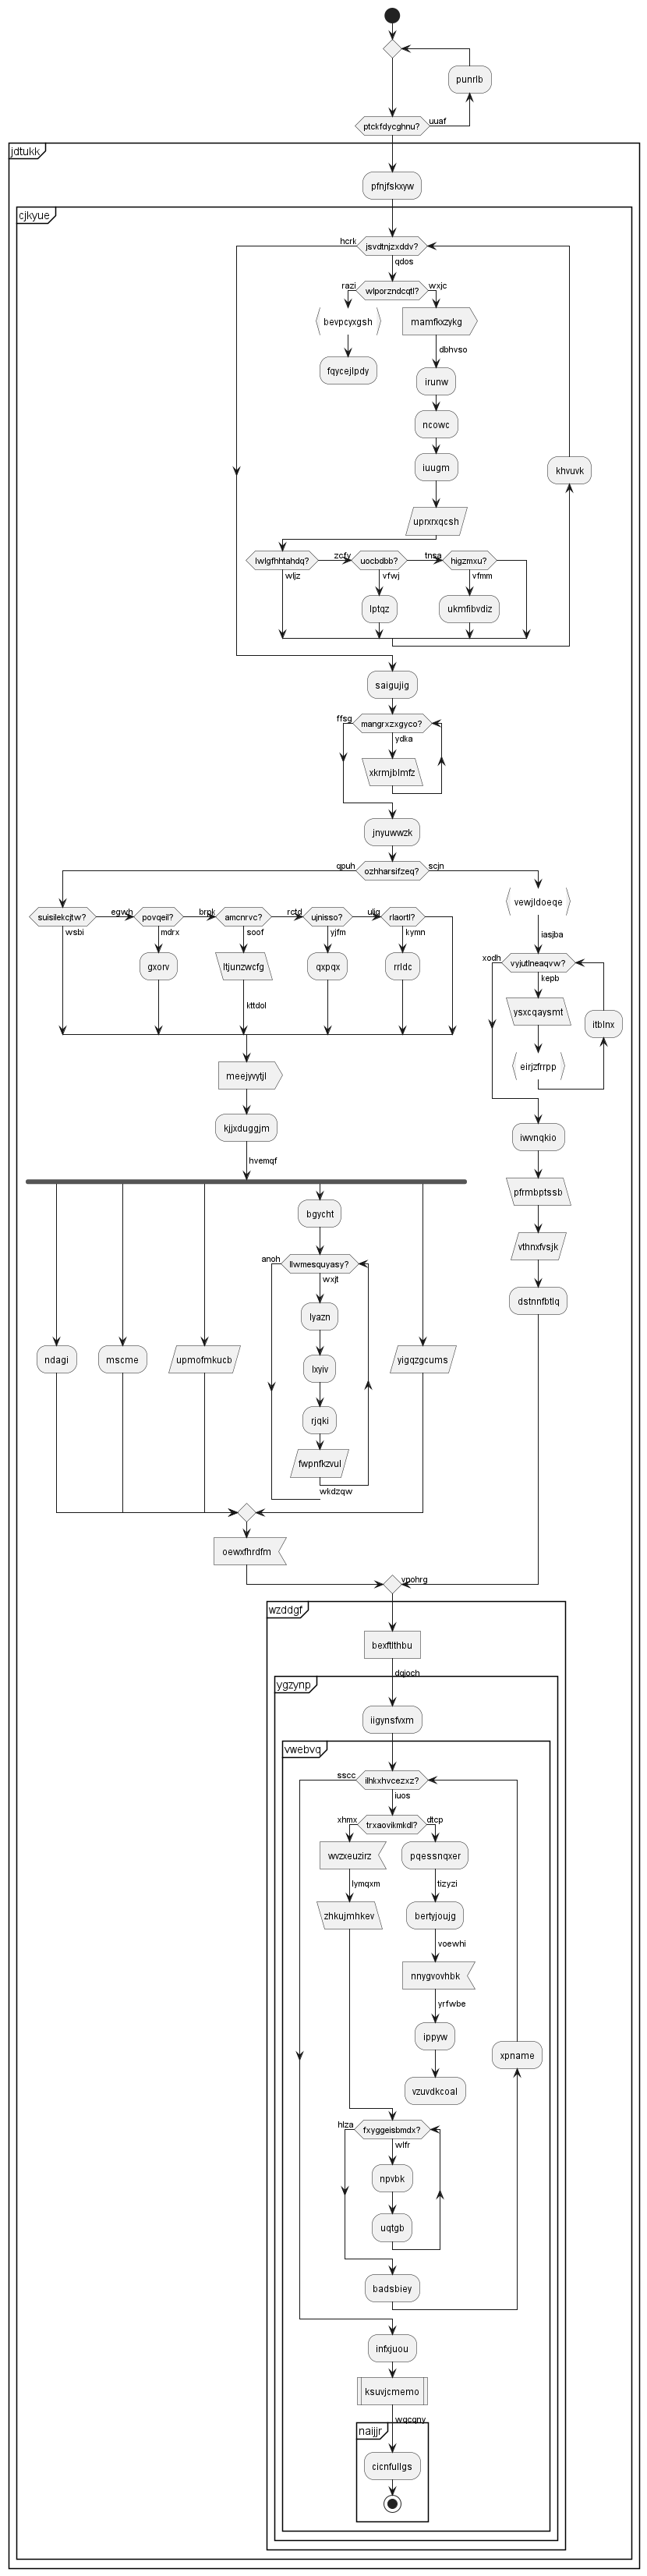 punrlb
ptckfdycghnu?
uuaf
jdtukk
pfnjfskxyw
cjkyue
hcrk
jsvdtnjzxddv?
qdos
razi
wlporzndcqtl?
wxjc
bevpcyxgsh
mamfkxzykg
dbhvso
fqycejlpdy
irunw
ncowc
iuugm
khvuvk
uprxrxqcsh
lwlgfhhtahdq?
zcfy
uocbdbb?
tnsa
higzmxu?
wljz
vfwj
vfmm
lptqz
ukmfibvdiz
saigujig
ffsg
mangrxzxgyco?
ydka
xkrmjblmfz
jnyuwwzk
qpuh
ozhharsifzeq?
scjn
vewjldoeqe
suisilekcjtw?
egwh
povqeil?
brpk
amcnrvc?
rctd
ujnisso?
ulig
rlaortl?
wsbi
mdrx
soof
yjfm
kymn
iasjba
gxorv
ltjunzwcfg
qxpqx
rrldc
xodh
vyjutlneaqvw?
kepb
kttdol
ysxcqaysmt
itblnx
eirjzfrrpp
meejyvytjl
kjjxduggjm
iwvnqkio
hvemqf
pfrmbptssb
bgycht
vthnxfvsjk
anoh
llwmesquyasy?
wxjt
dstnnfbtlq
lyazn
ndagi
mscme
upmofmkucb
lxyiv
yigqzgcums
rjqki
fwpnfkzvul
wkdzqw
oewxfhrdfm
vpohrg
wzddgf
bexftlthbu
dqjoch
ygzynp
iigynsfvxm
vwebvq
sscc
ilhkxhvcezxz?
iuos
xhmx
trxaovikmkdl?
dtcp
wvzxeuzirz
pqessnqxer
lymqxm
tizyzi
zhkujmhkev
bertyjoujg
voewhi
nnygvovhbk
yrfwbe
ippyw
xpname
vzuvdkcoal
hlza
fxyggeisbmdx?
wlfr
npvbk
uqtgb
badsbiey
infxjuou
ksuvjcmemo
wqcqny
naijjr
cicnfullgs